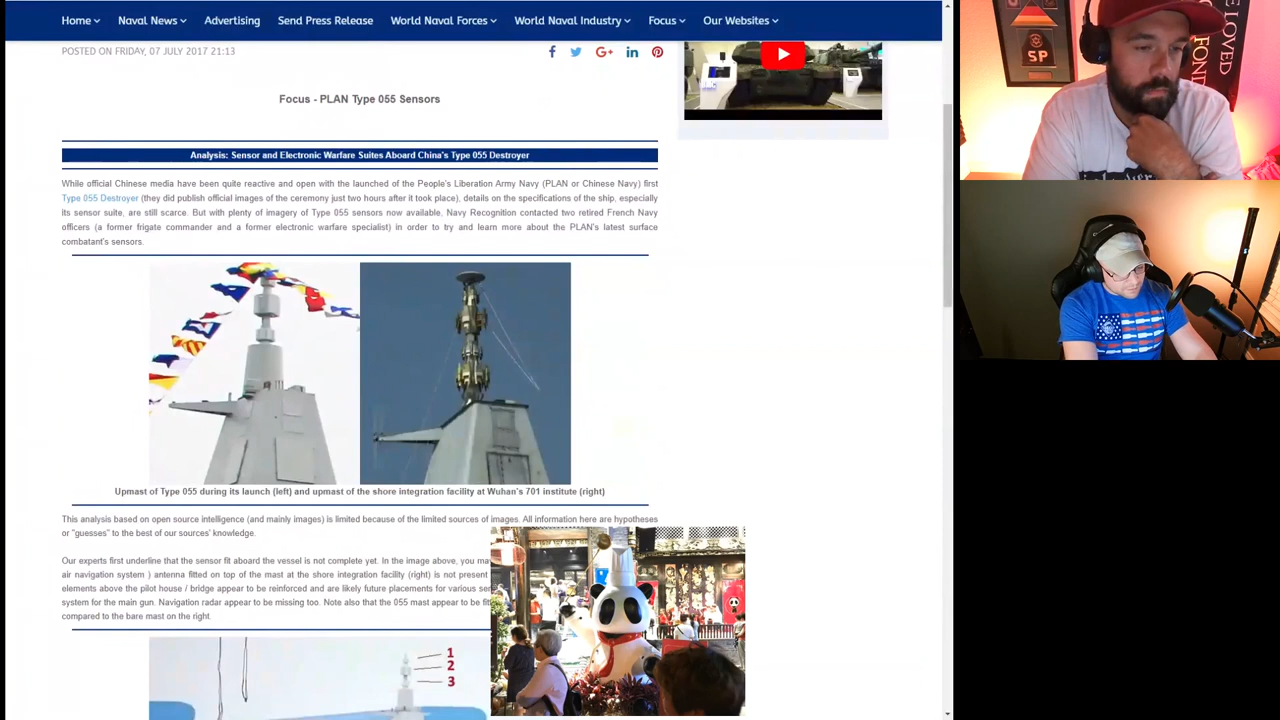 Home Naval News Advertising Send Press Release World Naval Forces World Naval Industry Focus Our Websites
POSTED ON FRIDAY, 07 JULY 2017 21:13
Focus - PLAN Type 055 Sensors
Analysis: Sensor and Electronic Warfare Suites Aboard China's Type 055 Destroyer
While official Chinese media have been quite reactive and open with the launched of the People's Liberation Army Navy (PLAN or Chinese Navy) first
Type 055 Destroyer (they did publish official images of the ceremony just two hours after it took place), details on the specifications of the ship, especially
its sensor suite, are still scarce. But with plenty of imagery of Type 055 sensors now available, Navy Recognition contacted two retired French Navy
officers (a former frigate commander and a former electronic warfare specialist) in order to try and learn more about the PLAN's latest surface
combatant's sensors.
Upmast of Type 055 during its launch (left) and upmast of the shore integration facility at Wuhan's 701 institute (right)
This analysis based on open source intelligence (and mainly images) is limited because of the limited sources of images. All information here are hypotheses
or "guesses" to the best of our sources' knowledge.
Our experts first underline that the sensor fit aboard the vessel is not complete yet. In the image above, you ma
air navigation system ) antenna fitted on top of the mast at the shore integration facility (right) is not present
elements above the pilot house / bridge appear to be reinforced and are likely future placements for various se
system for the main gun. Navigation radar appear to be missing too. Note also that the 055 mast appear to be fit
compared to the bare mast on the right.
1
2
3
SP
LOVED
FOND